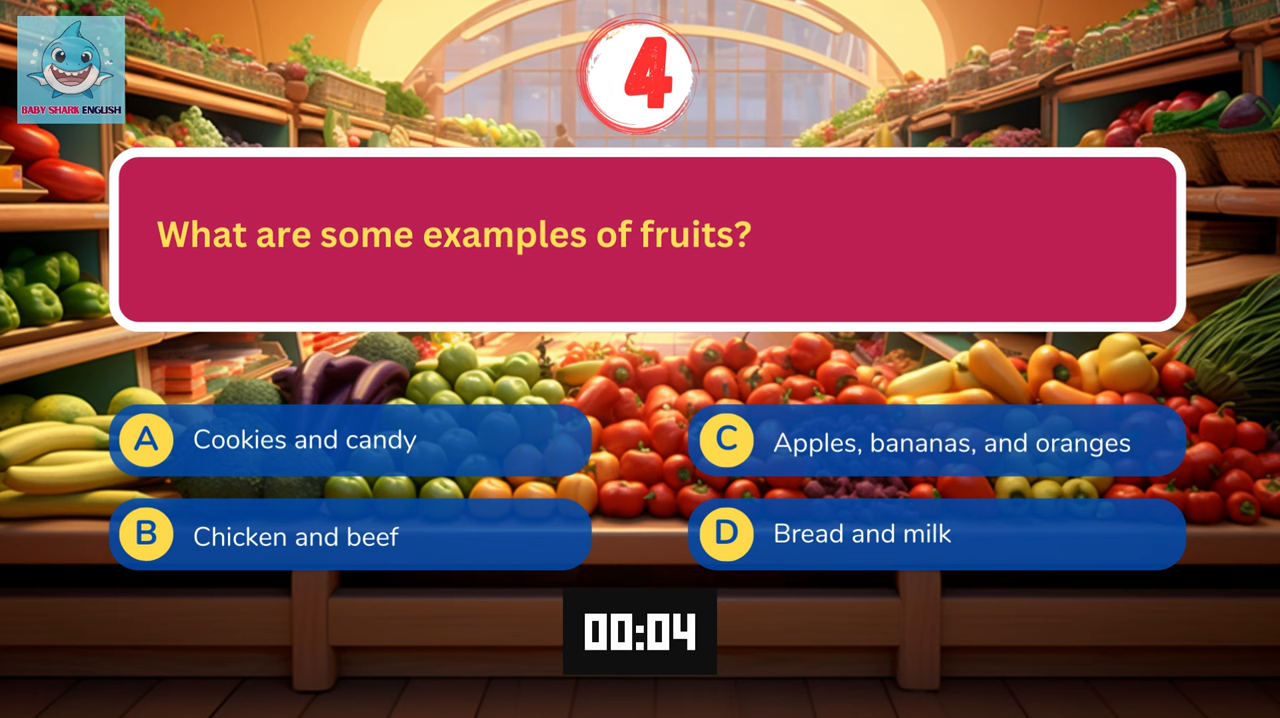 BABY SHARK ENGLISH
4
What are some examples of fruits?
A Cookies and candy
B Chicken and beef
C Apples, bananas, and oranges
D Bread and milk
00:04